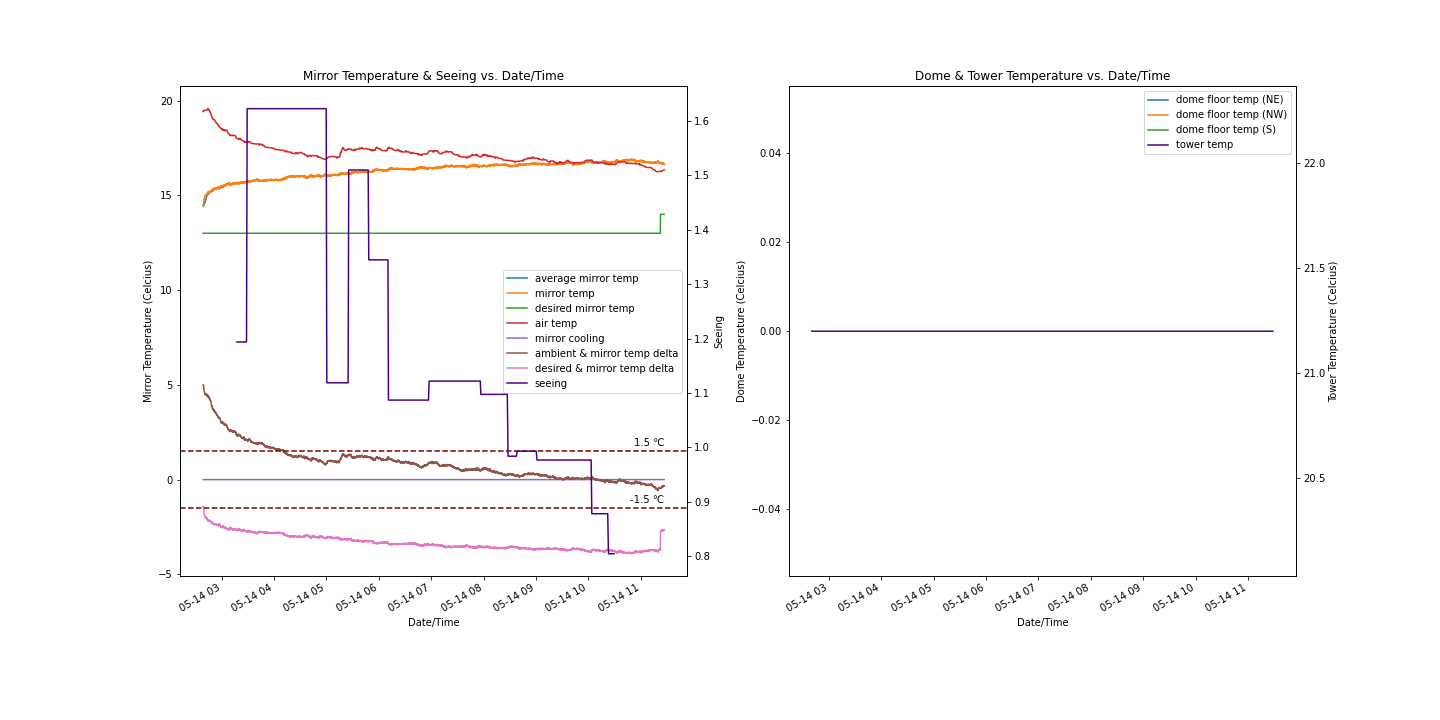 Mirror Temperature & Seeing vs. Date/Time
20
15
10
5
0
−5
Mirror Temperature (Celcius)
1.6
1.5
1.4
1.3
1.2
1.1
1.0
0.9
0.8
Seeing
average mirror temp
mirror temp
desired mirror temp
air temp
mirror cooling
ambient & mirror temp delta
desired & mirror temp delta
seeing
1.5 °C
-1.5 °C
05-14 03
05-14 04
05-14 05
05-14 06
05-14 07
05-14 08
05-14 09
05-14 10
05-14 11
Date/Time
Dome & Tower Temperature vs. Date/Time
0.04
0.02
0.00
−0.02
−0.04
Dome Temperature (Celcius)
dome floor temp (NE)
dome floor temp (NW)
dome floor temp (S)
tower temp
22.0
21.5
21.0
20.5
Tower Temperature (Celcius)
05-14 03
05-14 04
05-14 05
05-14 06
05-14 07
05-14 08
05-14 09
05-14 10
05-14 11
Date/Time